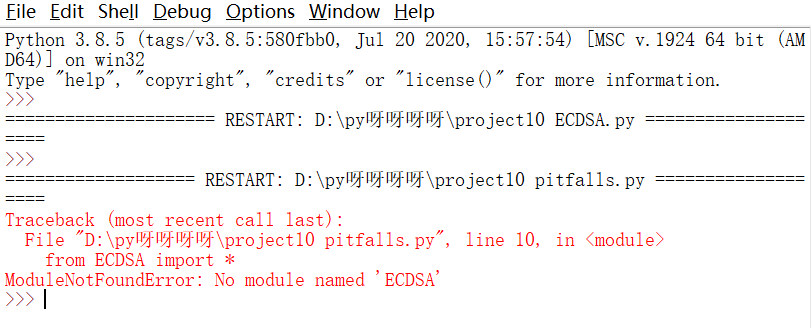 File Edit Shell Debug Options Window Help
Python 3.8.5 (tags/v3.8.5:580fbb0, Jul 20 2020, 15:57:54) [MSC v.1924 64 bit (AM
D64)] on win32
Type "help", "copyright", "credits" or "license()" for more information.
>>>
===================== RESTART: D:\py呀呀呀呀\project10 ECDSA.py ================
====
>>>
=================== RESTART: D:\py呀呀呀呀\project10 pitfalls.py ===============
====
Traceback (most recent call last):
  File "D:\py呀呀呀呀\project10 pitfalls.py", line 10, in <module>
    from ECDSA import *
ModuleNotFoundError: No module named 'ECDSA'
>>>